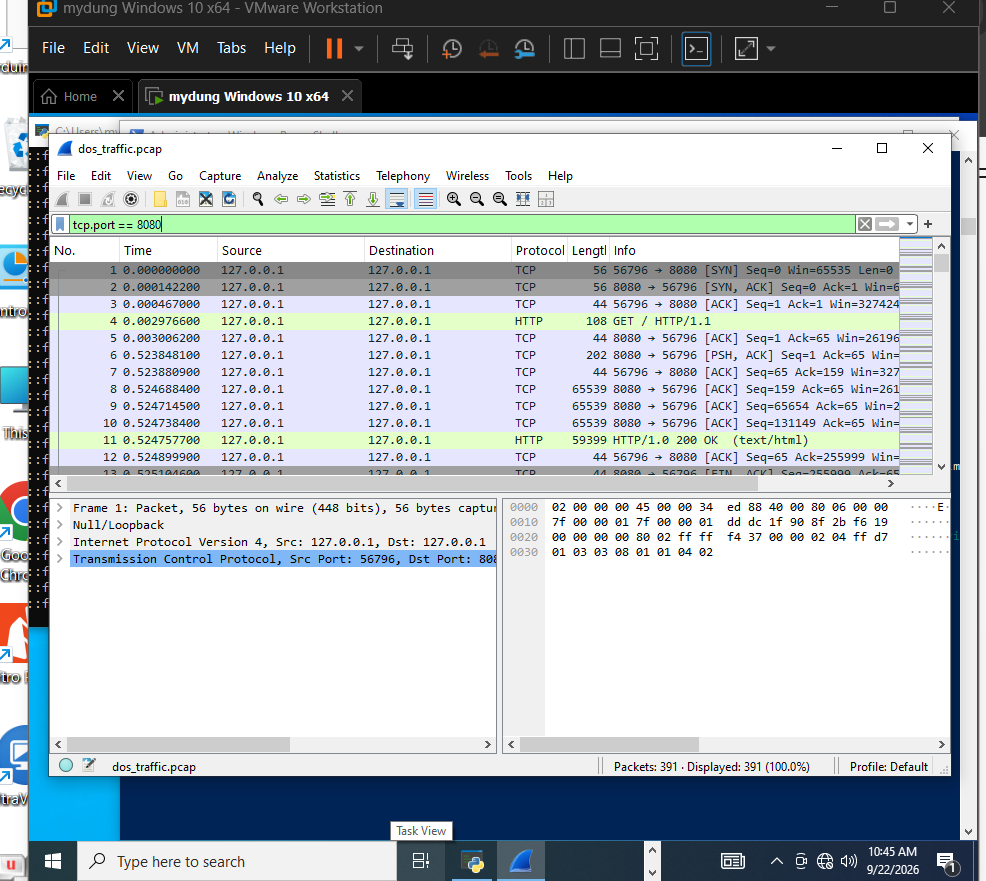 mydung Windows 10 x64 - VMware Workstation
File Edit View VM Tabs Help
Home mydung Windows 10 x64
dos_traffic.pcap
File Edit View Go Capture Analyze Statistics Telephony Wireless Tools Help
tcp.port == 8080
No. Time Source Destination Protocol Lengtl Info
1 0.000000000 127.0.0.1 127.0.0.1 TCP 56 56796 → 8080 [SYN] Seq=0 Win=65535 Len=0
2 0.000142200 127.0.0.1 127.0.0.1 TCP 56 8080 → 56796 [SYN, ACK] Seq=0 Ack=1 Win=6
3 0.000467000 127.0.0.1 127.0.0.1 TCP 44 56796 → 8080 [ACK] Seq=1 Ack=1 Win=327424
4 0.002976600 127.0.0.1 127.0.0.1 HTTP 108 GET / HTTP/1.1
5 0.003006200 127.0.0.1 127.0.0.1 TCP 44 8080 → 56796 [ACK] Seq=1 Ack=65 Win=26196
6 0.523848100 127.0.0.1 127.0.0.1 TCP 202 8080 → 56796 [PSH, ACK] Seq=1 Ack=65 Win=
7 0.523880900 127.0.0.1 127.0.0.1 TCP 44 56796 → 8080 [ACK] Seq=65 Ack=159 Win=327
8 0.524688400 127.0.0.1 127.0.0.1 TCP 65539 8080 → 56796 [ACK] Seq=159 Ack=65 Win=261
9 0.524714500 127.0.0.1 127.0.0.1 TCP 65539 8080 → 56796 [ACK] Seq=65654 Ack=65 Win=2
10 0.524738400 127.0.0.1 127.0.0.1 TCP 65539 8080 → 56796 [ACK] Seq=131149 Ack=65 Win=
11 0.524757700 127.0.0.1 127.0.0.1 HTTP 59399 HTTP/1.0 200 OK (text/html)
12 0.524899900 127.0.0.1 127.0.0.1 TCP 44 56796 → 8080 [ACK] Seq=65 Ack=255999 Win=
13 0.525104600 127.0.0.1 127.0.0.1 TCP 44 8080 → 56796 [FIN, ACK] Seq=255999 Ack=65
Frame 1: Packet, 56 bytes on wire (448 bits), 56 bytes captur
Null/Loopback
Internet Protocol Version 4, Src: 127.0.0.1, Dst: 127.0.0.1
Transmission Control Protocol, Src Port: 56796, Dst Port: 808
0000 02 00 00 00 45 00 00 34 ed 88 40 00 80 06 00 00 ····E·
0010 7f 00 00 01 7f 00 00 01 dd dc 1f 90 8f 2b f6 19 ······
0020 00 00 00 00 80 02 ff ff f4 37 00 00 02 04 ff d7 ······
0030 01 03 03 08 01 01 04 02 ······
dos_traffic.pcap Packets: 391 · Displayed: 391 (100.0%) Profile: Default
Task View
Type here to search
10:45 AM
9/22/2026
1